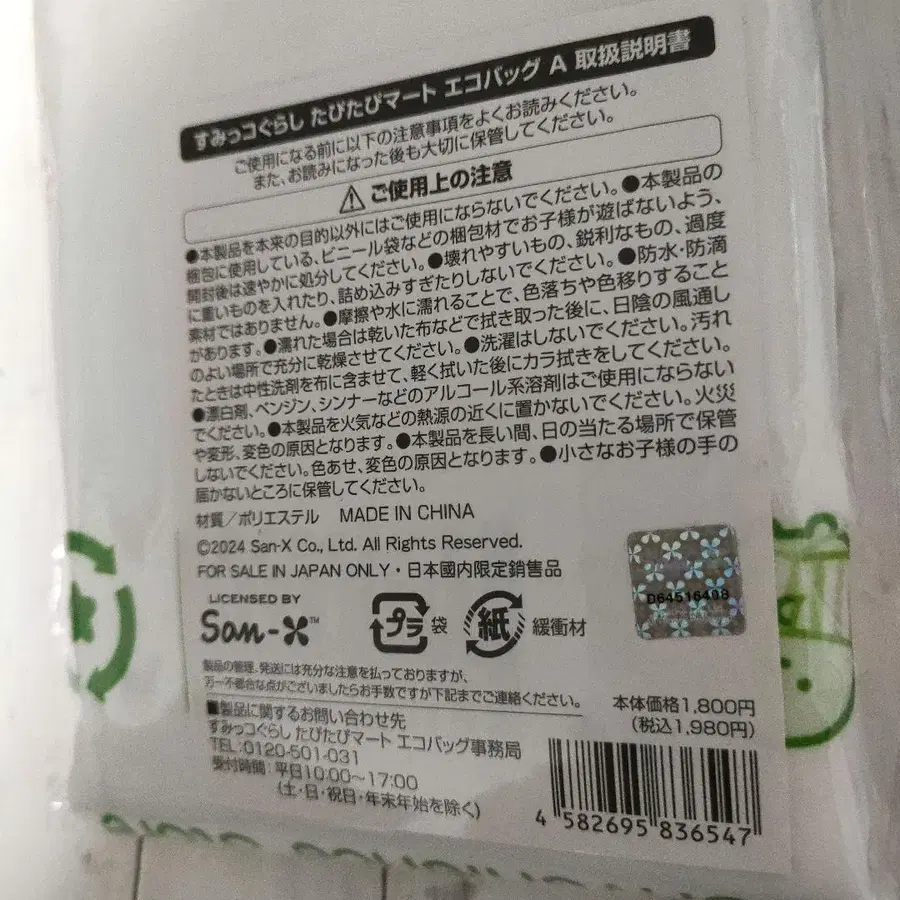 すみっコぐらし たぴたぴマート エコバッグ A 取扱説明書
ご使用になる前に以下の注意事項をよくお読みください。
また、お読みになった後も大切に保管してください。
⚠ご使用上の注意
●本製品を本来の目的以外にはご使用にならないでください。●本製品の
梱包に使用している、ビニール袋などの梱包材でお子様が遊ばないよう、
開封後は速やかに処分してください。●壊れやすいもの、鋭利なもの、過度
に重いものを入れたり、詰め込みすぎたりしないでください。●防水・防滴
素材ではありません。●摩擦や水に濡れることで、色落ちや色移りすること
があります。●濡れた場合は乾いた布などで拭き取った後に、日陰の風通し
のよい場所で充分に乾燥させてください。●洗濯はしないでください。汚れ
たときは中性洗剤を布に含ませて、軽く拭いた後にカラ拭きをしてください。
●漂白剤、ベンジン、シンナーなどのアルコール系溶剤はご使用にならない
でください。●本製品を火気などの熱源の近くに置かないでください。火災
や変形、変色の原因となります。●本製品を長い間、日の当たる場所で保管
しないでください。色あせ、変色の原因となります。●小さなお子様の手の
届かないところに保管してください。
材質/ポリエステル MADE IN CHINA
©2024 San-X Co., Ltd. All Rights Reserved.
FOR SALE IN JAPAN ONLY・日本國内限定銷售品
LICENSED BY
San-X™
プラ 袋
紙 緩衝材
D64516408
製品の管理、発送には充分な注意を払っておりますが、
万一不都合な点がございましたらお手数ですが下記までご連絡ください。
■製品に関するお問い合わせ先
すみっコぐらし たぴたぴマート エコバッグ事務局
TEL:0120-501-031
受付時間:平日10:00～17:00
(土・日・祝日・年末年始を除く)
本体価格1,800円
(税込1,980円)
4 582695 836547